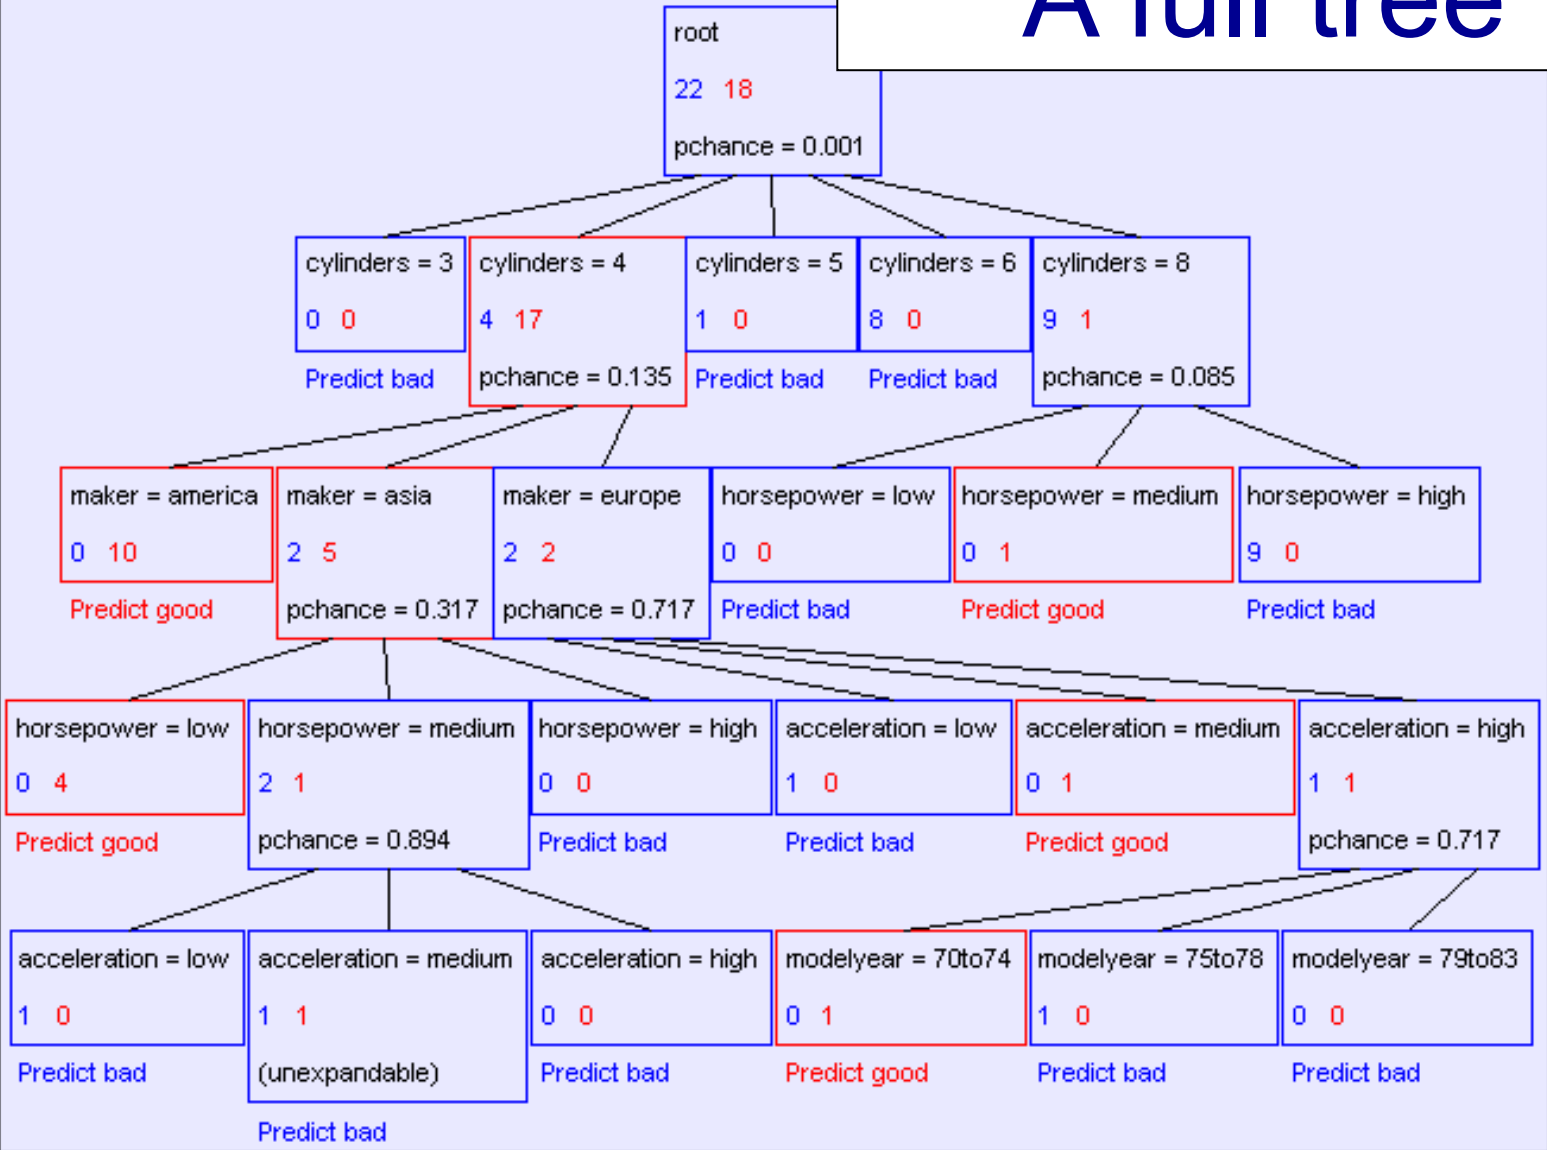 A full tree
root
22 18
pchance = 0.001
cylinders = 3
0 0
Predict bad
cylinders = 4
4 17
pchance = 0.135
cylinders = 5
1 0
Predict bad
cylinders = 6
8 0
Predict bad
cylinders = 8
9 1
pchance = 0.085
maker = america
0 10
Predict good
maker = asia
2 5
pchance = 0.317
maker = europe
2 2
pchance = 0.717
horsepower = low
0 0
Predict bad
horsepower = medium
0 1
Predict good
horsepower = high
9 0
Predict bad
horsepower = low
0 4
Predict good
horsepower = medium
2 1
pchance = 0.894
horsepower = high
0 0
Predict bad
acceleration = low
1 0
Predict bad
acceleration = medium
0 1
Predict good
acceleration = high
1 1
pchance = 0.717
acceleration = low
1 0
Predict bad
acceleration = medium
1 1
(unexpandable)
Predict bad
acceleration = high
0 0
Predict bad
modelyear = 70to74
0 1
Predict good
modelyear = 75to78
1 0
Predict bad
modelyear = 79to83
0 0
Predict bad